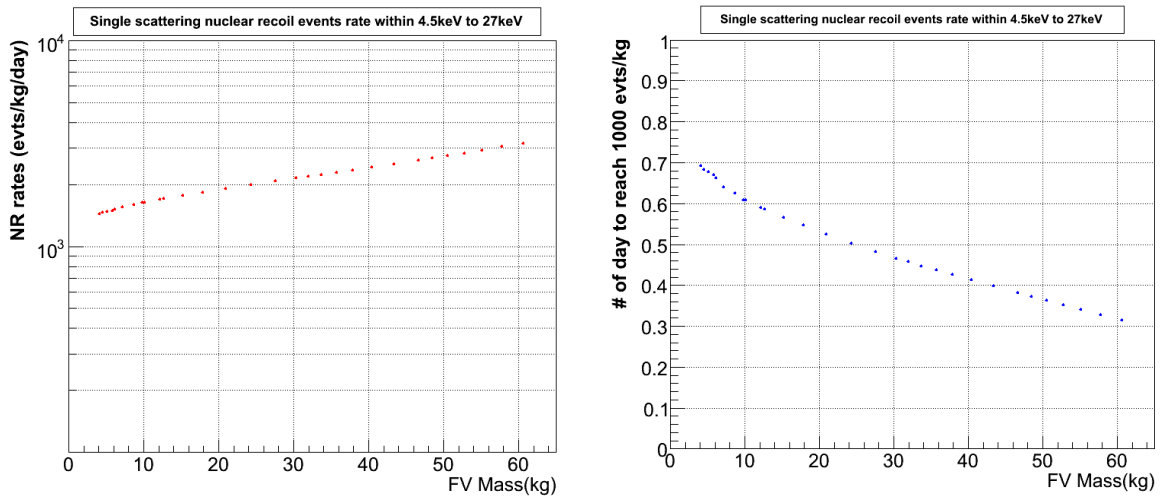 Single scattering nuclear recoil events rate within 4.5keV to 27keV
NR rates (evts/kg/day)
10^4
10^3
0 10 20 30 40 50 60
FV Mass(kg)
Single scattering nuclear recoil events rate within 4.5keV to 27keV
# of day to reach 1000 evts/kg
1
0.9
0.8
0.7
0.6
0.5
0.4
0.3
0.2
0.1
0
0 10 20 30 40 50 60
FV Mass(kg)